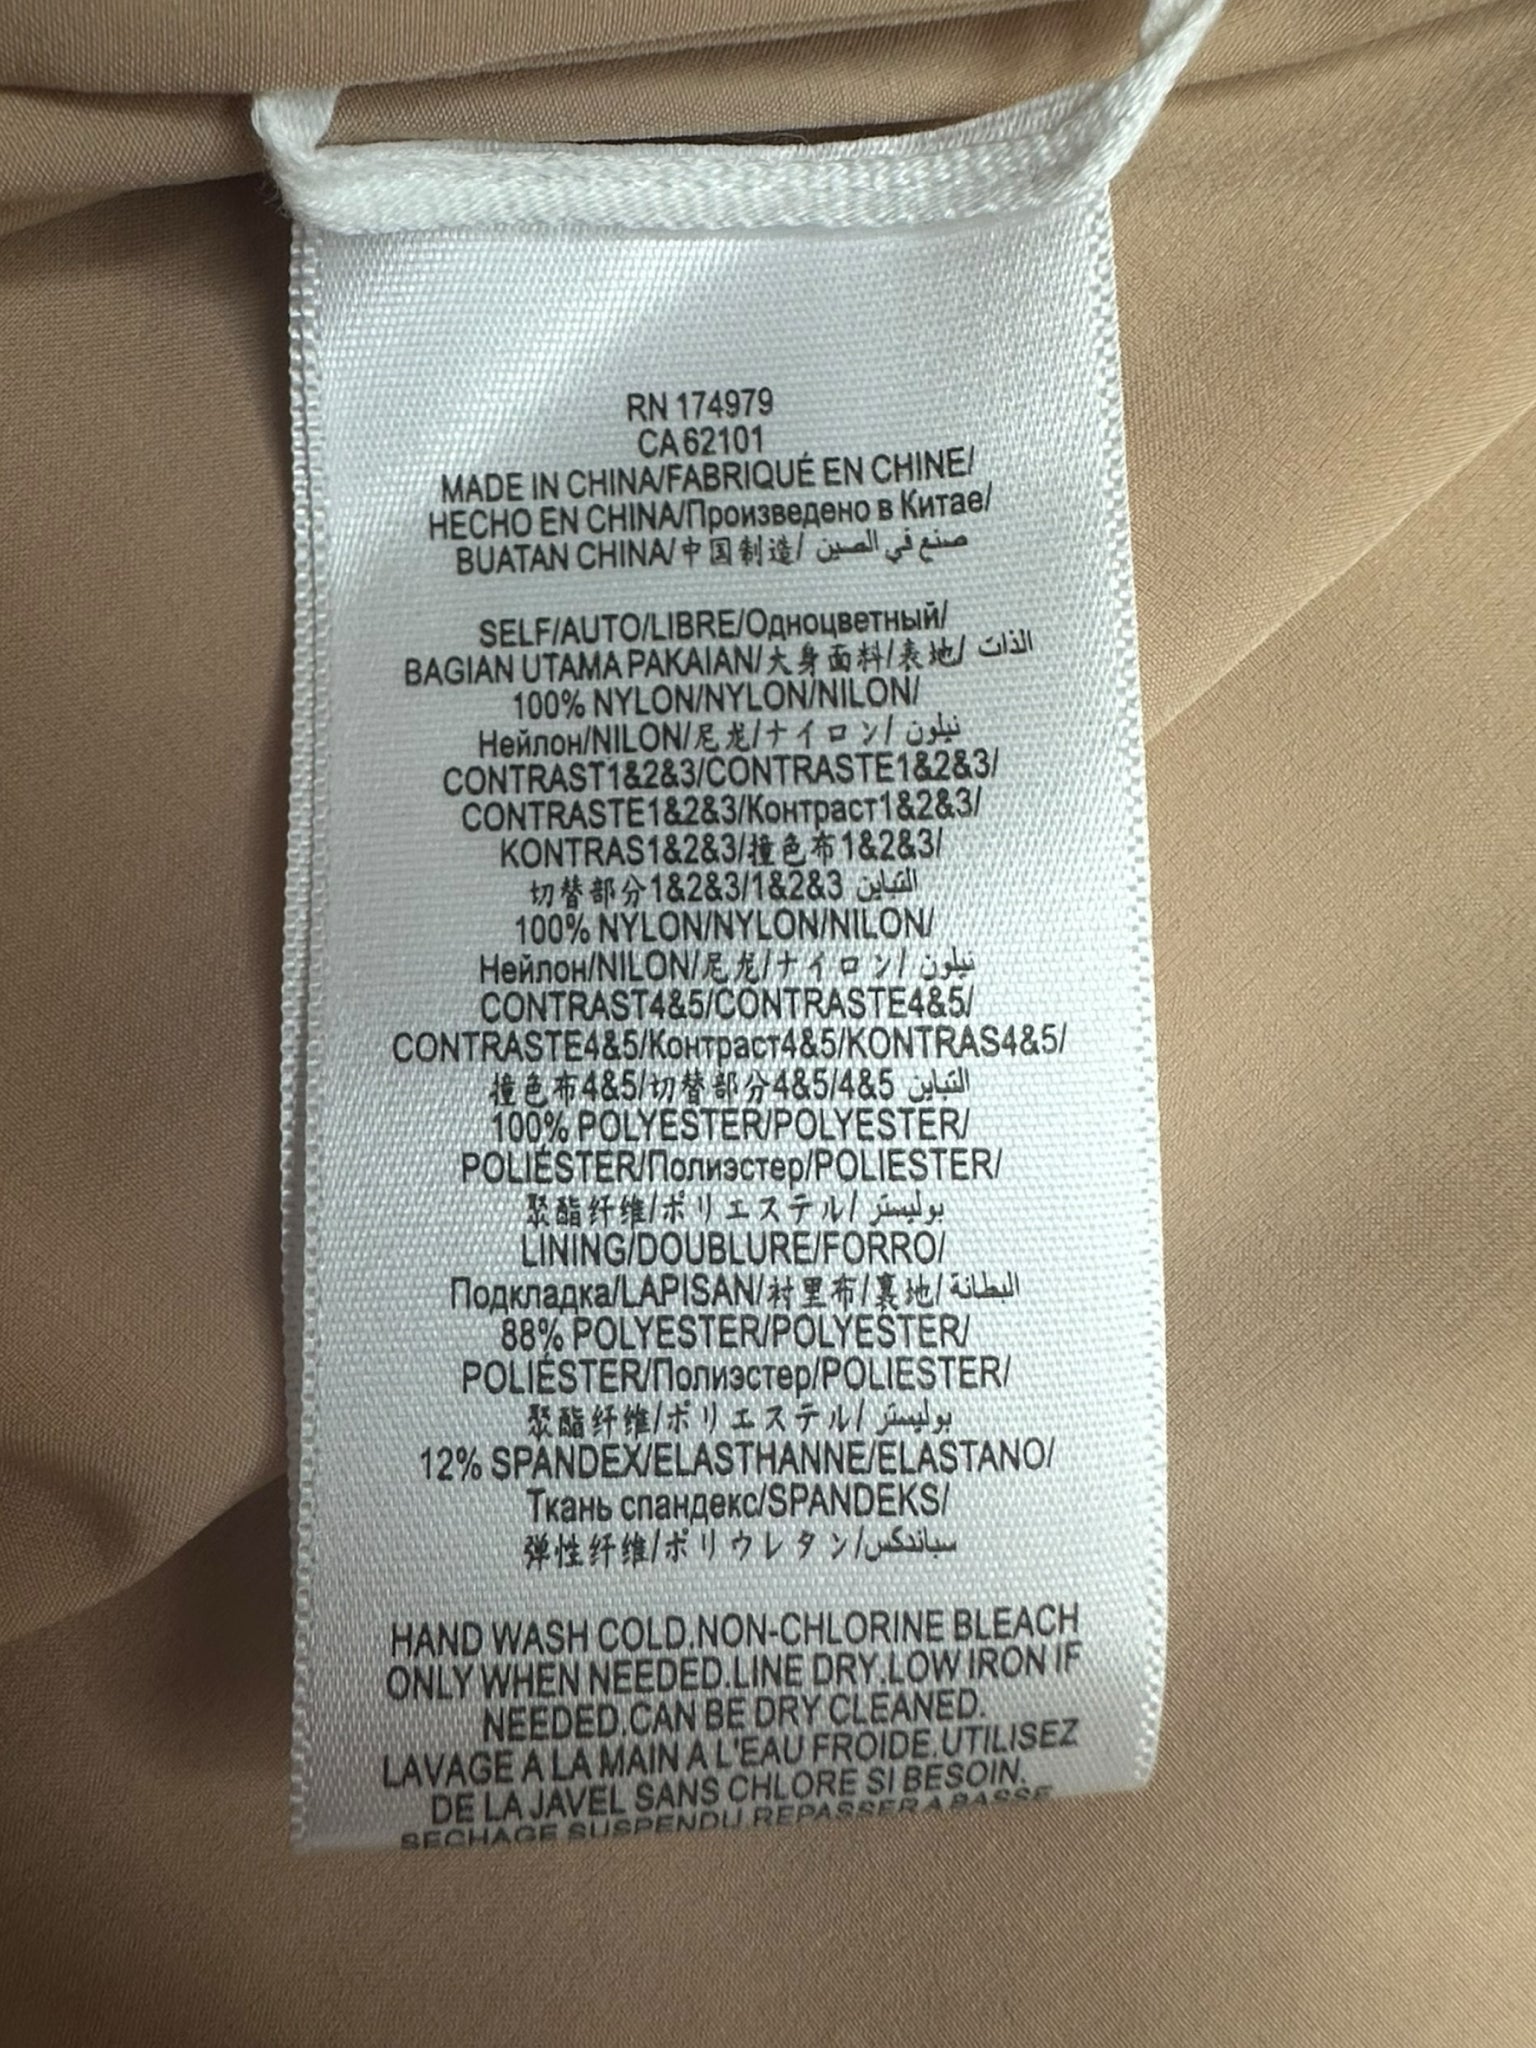 RN 174979
CA 62101
MADE IN CHINA/FABRIQUÉ EN CHINE/
HECHO EN CHINA/Произведено в Китае/
BUATAN CHINA/中国制造/ صنع في الصين
SELF/AUTO/LIBRE/Одноцветный/
BAGIAN UTAMA PAKAIAN/大身面料/表地/ الذات
100% NYLON/NYLON/NILON/
Нейлон/NILON/尼龙/ナイロン/ نيلون
CONTRAST1&2&3/CONTRASTE1&2&3/
CONTRASTE1&2&3/Контраст1&2&3/
KONTRAS1&2&3/撞色布1&2&3/
切替部分1&2&3/1&2&3 التباين
100% NYLON/NYLON/NILON/
Нейлон/NILON/尼龙/ナイロン/ نيلون
CONTRAST4&5/CONTRASTE4&5/
CONTRASTE4&5/Контраст4&5/KONTRAS4&5/
撞色布4&5/切替部分4&5/4&5 التباين
100% POLYESTER/POLYESTER/
POLIÉSTER/Полиэстер/POLIESTER/
聚酯纤维/ポリエステル/ بوليستر
LINING/DOUBLURE/FORRO/
Подкладка/LAPISAN/衬里布/裏地/ البطانة
88% POLYESTER/POLYESTER/
POLIÉSTER/Полиэстер/POLIESTER/
聚酯纤维/ポリエステル/ بوليستر
12% SPANDEX/ELASTHANNE/ELASTANO/
Ткань спандекс/SPANDEKS/
弹性纤维/ポリウレタン/سباندكس
HAND WASH COLD.NON-CHLORINE BLEACH
ONLY WHEN NEEDED.LINE DRY.LOW IRON IF
NEEDED.CAN BE DRY CLEANED.
LAVAGE A LA MAIN A L'EAU FROIDE.UTILISEZ
DE LA JAVEL SANS CHLORE SI BESOIN.
SECHAGE SUSPENDU.REPASSER A BASSE